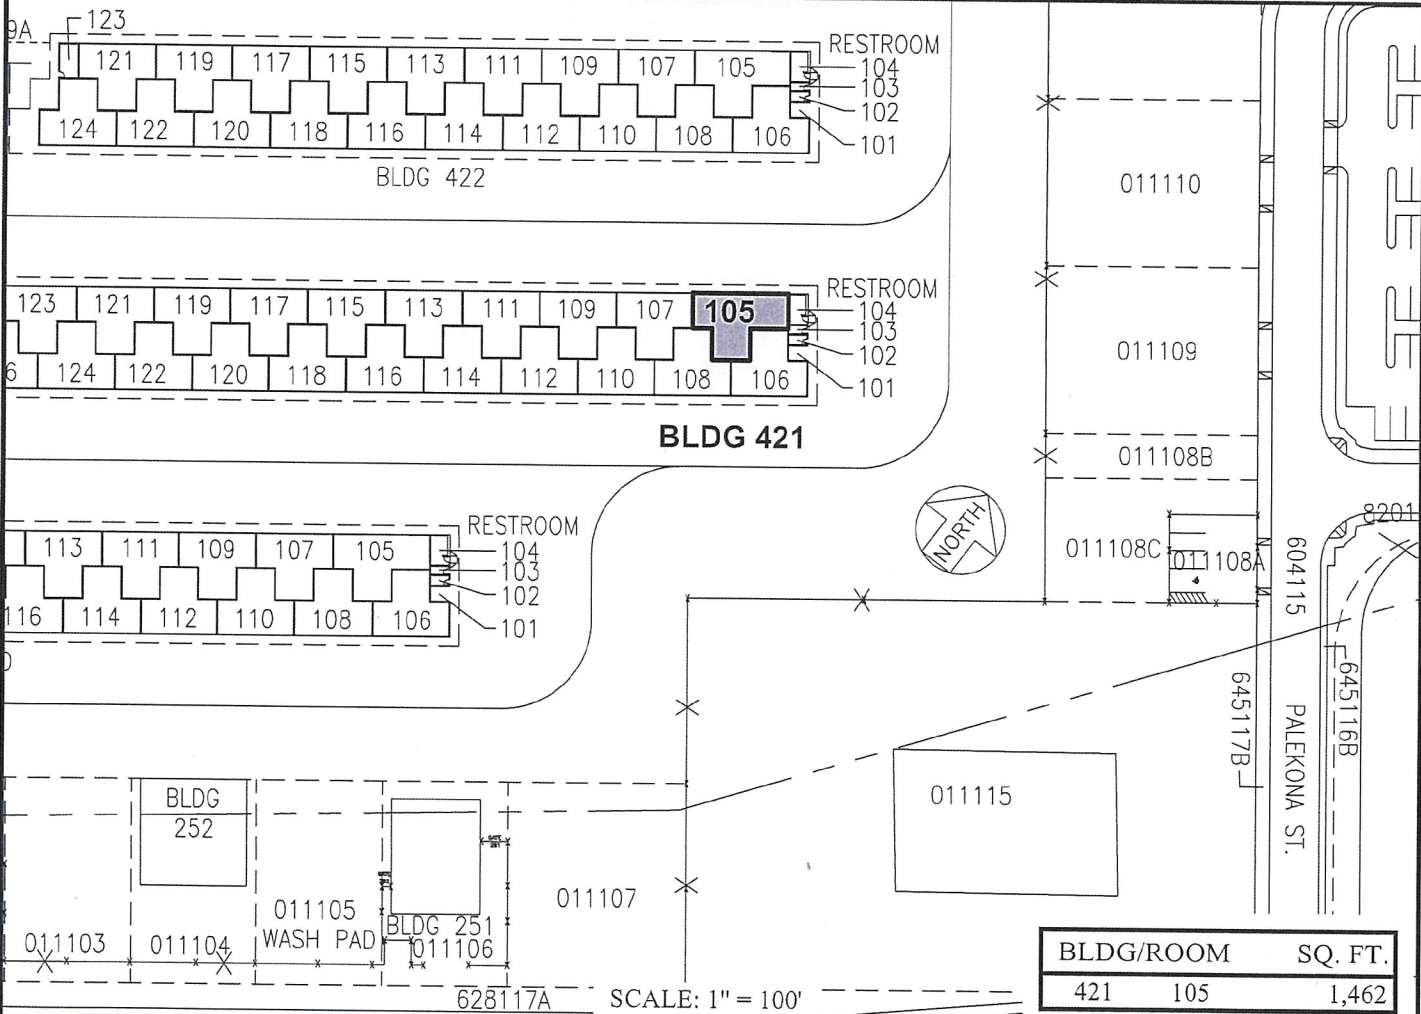 9A
123
121 119 117 115 113 111 109 107 105
RESTROOM
104
103
102
101
124 122 120 118 116 114 112 110 108 106
BLDG 422
011110
123 121 119 117 115 113 111 109 107 105
RESTROOM
104
103
102
101
6 124 122 120 118 116 114 112 110 108 106
BLDG 421
011109
011108B
NORTH
011108C
011108A
8201
604115
PALEKONA ST.
645117B
645116B
113 111 109 107 105
RESTROOM
104
103
102
101
116 114 112 110 108 106
BLDG
252
011115
011107
011105
WASH PAD
BLDG 251
011106
011103
011104
628117A
SCALE: 1" = 100'
BLDG/ROOM SQ. FT.
421 105 1,462